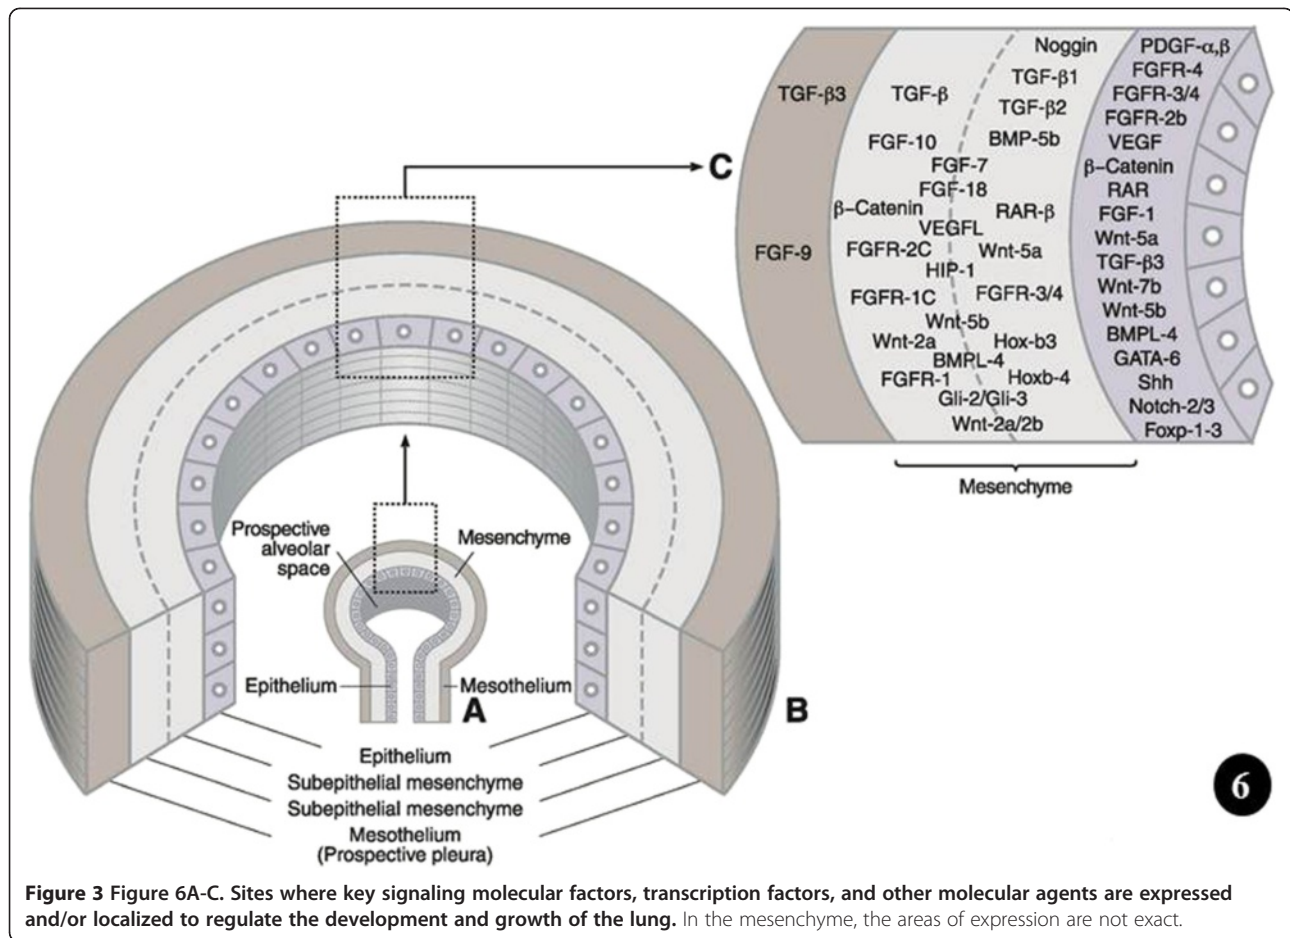 C
TGF-β3
FGF-9
TGF-β
FGF-10
FGF-7
FGF-18
β–Catenin
VEGFL
FGFR-2C
HIP-1
FGFR-1C
Wnt-5b
Wnt-2a
BMPL-4
FGFR-1
Gli-2/Gli-3
Wnt-2a/2b
Noggin
TGF-β1
TGF-β2
BMP-5b
RAR-β
Wnt-5a
FGFR-3/4
Hox-b3
Hoxb-4
PDGF-α,β
FGFR-4
FGFR-3/4
FGFR-2b
VEGF
β-Catenin
RAR
FGF-1
Wnt-5a
TGF-β3
Wnt-7b
Wnt-5b
BMPL-4
GATA-6
Shh
Notch-2/3
Foxp-1-3
Mesenchyme
Prospective
alveolar
space
Mesenchyme
Epithelium
Mesothelium
A
B
Epithelium
Subepithelial mesenchyme
Subepithelial mesenchyme
Mesothelium
(Prospective pleura)
6
Figure 3 Figure 6A-C. Sites where key signaling molecular factors, transcription factors, and other molecular agents are expressed
and/or localized to regulate the development and growth of the lung. In the mesenchyme, the areas of expression are not exact.